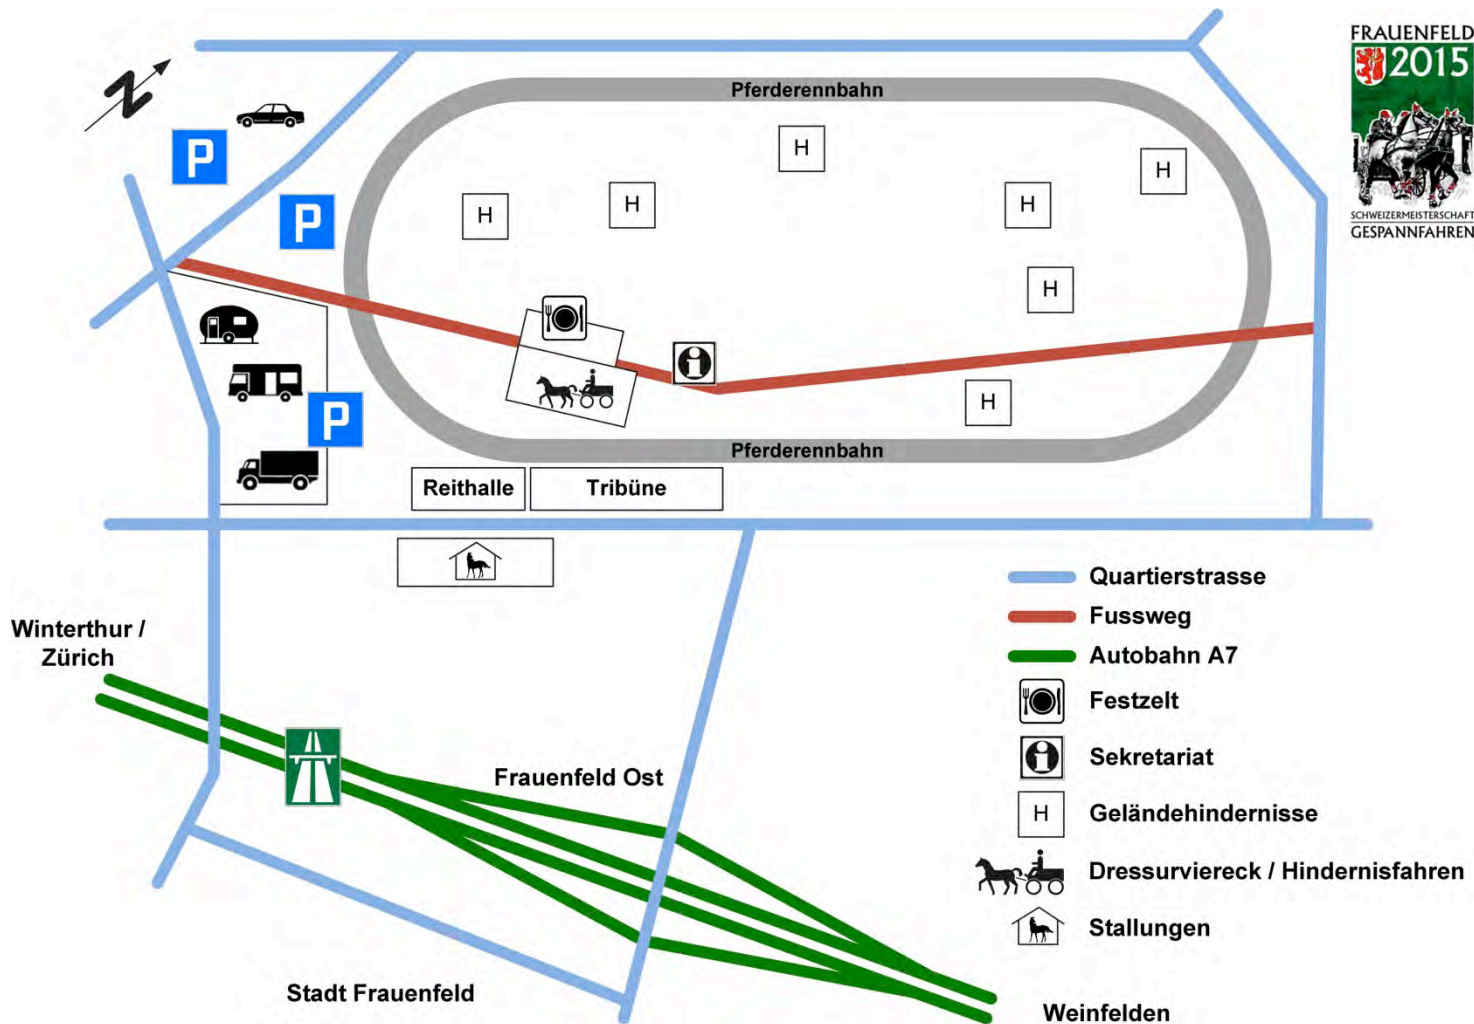 FRAUENFELD
2015
SCHWEIZERMEISTERSCHAFT
GESPANNFAHREN
N
Pferderennbahn
P
P
H
H
H
H
H
H
P
H
Pferderennbahn
Reithalle
Tribüne
Winterthur /
Zürich
Frauenfeld Ost
Stadt Frauenfeld
Weinfelden
Quartierstrasse
Fussweg
Autobahn A7
Festzelt
i
Sekretariat
H
Geländehindernisse
Dressurviereck / Hindernisfahren
Stallungen
i